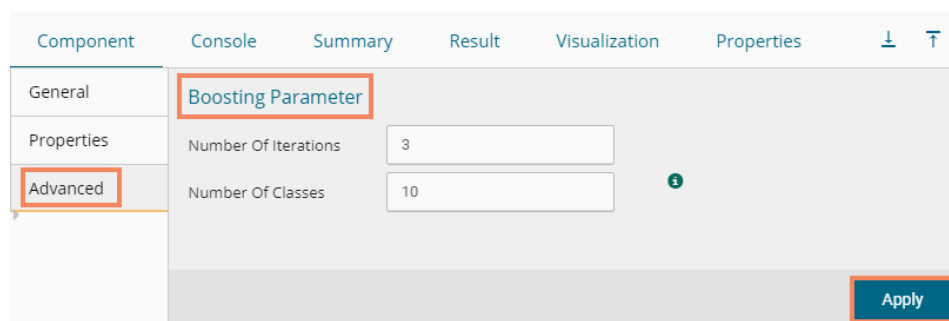 Component Console Summary Result Visualization Properties
General
Boosting Parameter
Properties
Number Of Iterations 3
Advanced
Number Of Classes 10
Apply